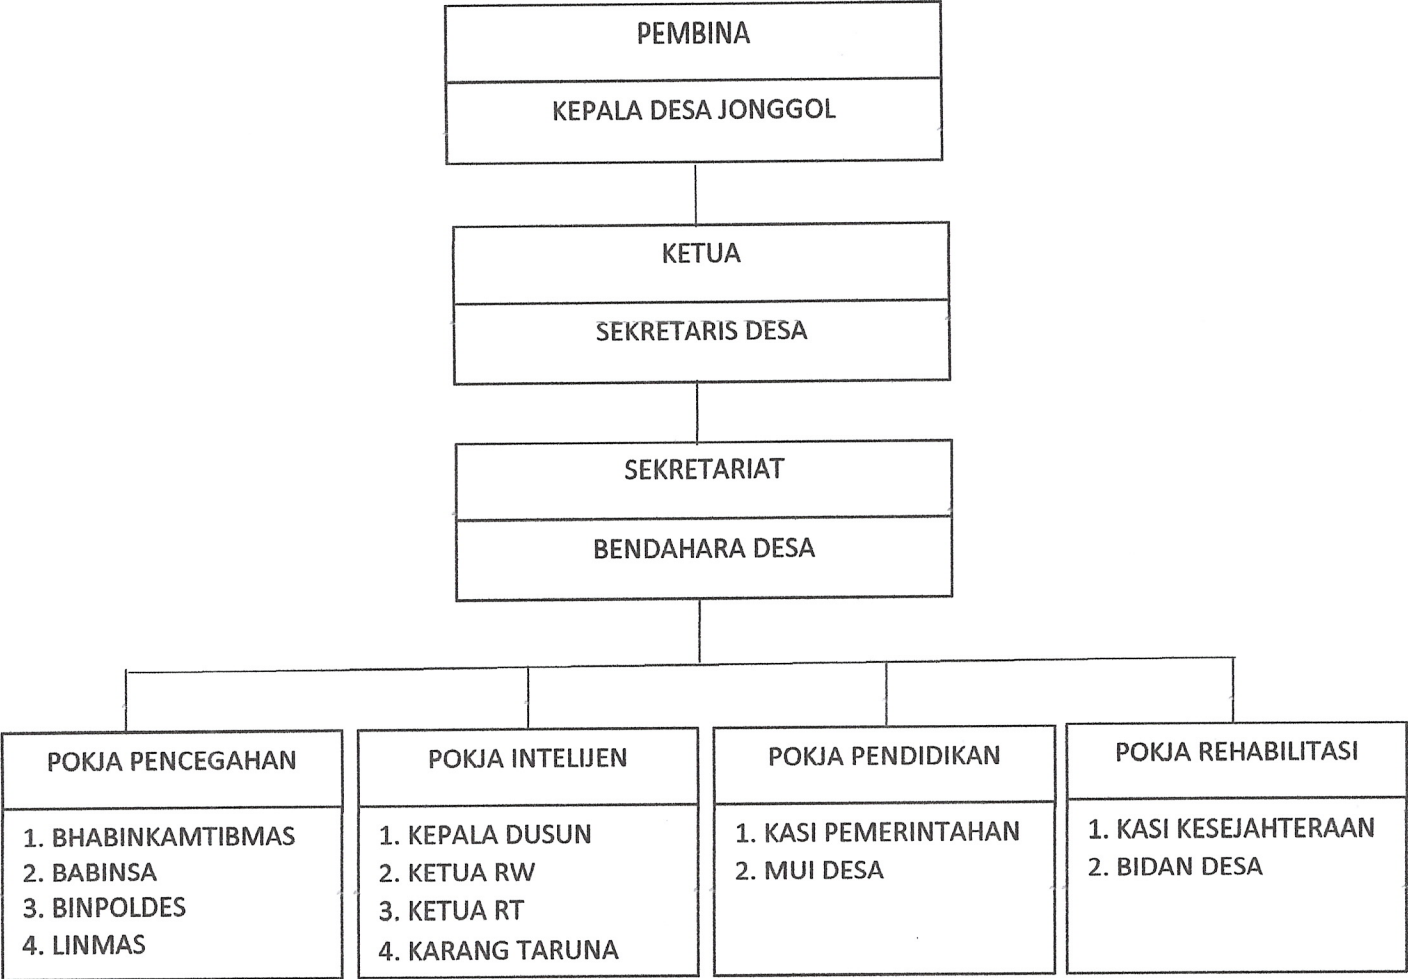 PEMBINA
KEPALA DESA JONGGOL
KETUA
SEKRETARIS DESA
SEKRETARIAT
BENDAHARA DESA
POKJA PENCEGAHAN
1. BHABINKAMTIBMAS
2. BABINSA
3. BINPOLDES
4. LINMAS
POKJA INTELIJEN
1. KEPALA DUSUN
2. KETUA RW
3. KETUA RT
4. KARANG TARUNA
POKJA PENDIDIKAN
1. KASI PEMERINTAHAN
2. MUI DESA
POKJA REHABILITASI
1. KASI KESEJAHTERAAN
2. BIDAN DESA